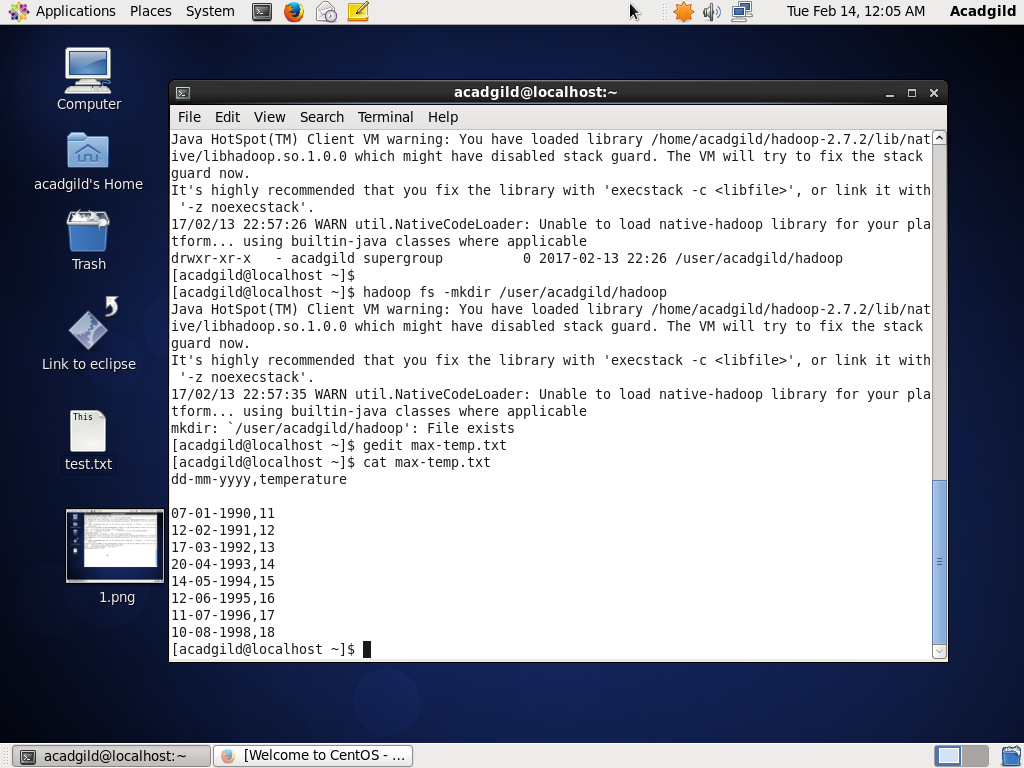 Applications Places System Tue Feb 14, 12:05 AM Acadgild
Computer
acadgild's Home
Trash
Link to eclipse
This
test.txt
1.png
acadgild@localhost:~
File Edit View Search Terminal Help
Java HotSpot(TM) Client VM warning: You have loaded library /home/acadgild/hadoop-2.7.2/lib/nat
ive/libhadoop.so.1.0.0 which might have disabled stack guard. The VM will try to fix the stack
guard now.
It's highly recommended that you fix the library with 'execstack -c <libfile>', or link it with
 '-z noexecstack'.
17/02/13 22:57:26 WARN util.NativeCodeLoader: Unable to load native-hadoop library for your pla
tform... using builtin-java classes where applicable
drwxr-xr-x   - acadgild supergroup          0 2017-02-13 22:26 /user/acadgild/hadoop
[acadgild@localhost ~]$
[acadgild@localhost ~]$ hadoop fs -mkdir /user/acadgild/hadoop
Java HotSpot(TM) Client VM warning: You have loaded library /home/acadgild/hadoop-2.7.2/lib/nat
ive/libhadoop.so.1.0.0 which might have disabled stack guard. The VM will try to fix the stack
guard now.
It's highly recommended that you fix the library with 'execstack -c <libfile>', or link it with
 '-z noexecstack'.
17/02/13 22:57:35 WARN util.NativeCodeLoader: Unable to load native-hadoop library for your pla
tform... using builtin-java classes where applicable
mkdir: `/user/acadgild/hadoop': File exists
[acadgild@localhost ~]$ gedit max-temp.txt
[acadgild@localhost ~]$ cat max-temp.txt
dd-mm-yyyy,temperature
07-01-1990,11
12-02-1991,12
17-03-1992,13
20-04-1993,14
14-05-1994,15
12-06-1995,16
11-07-1996,17
10-08-1998,18
[acadgild@localhost ~]$
acadgild@localhost:~ [Welcome to CentOS - ...